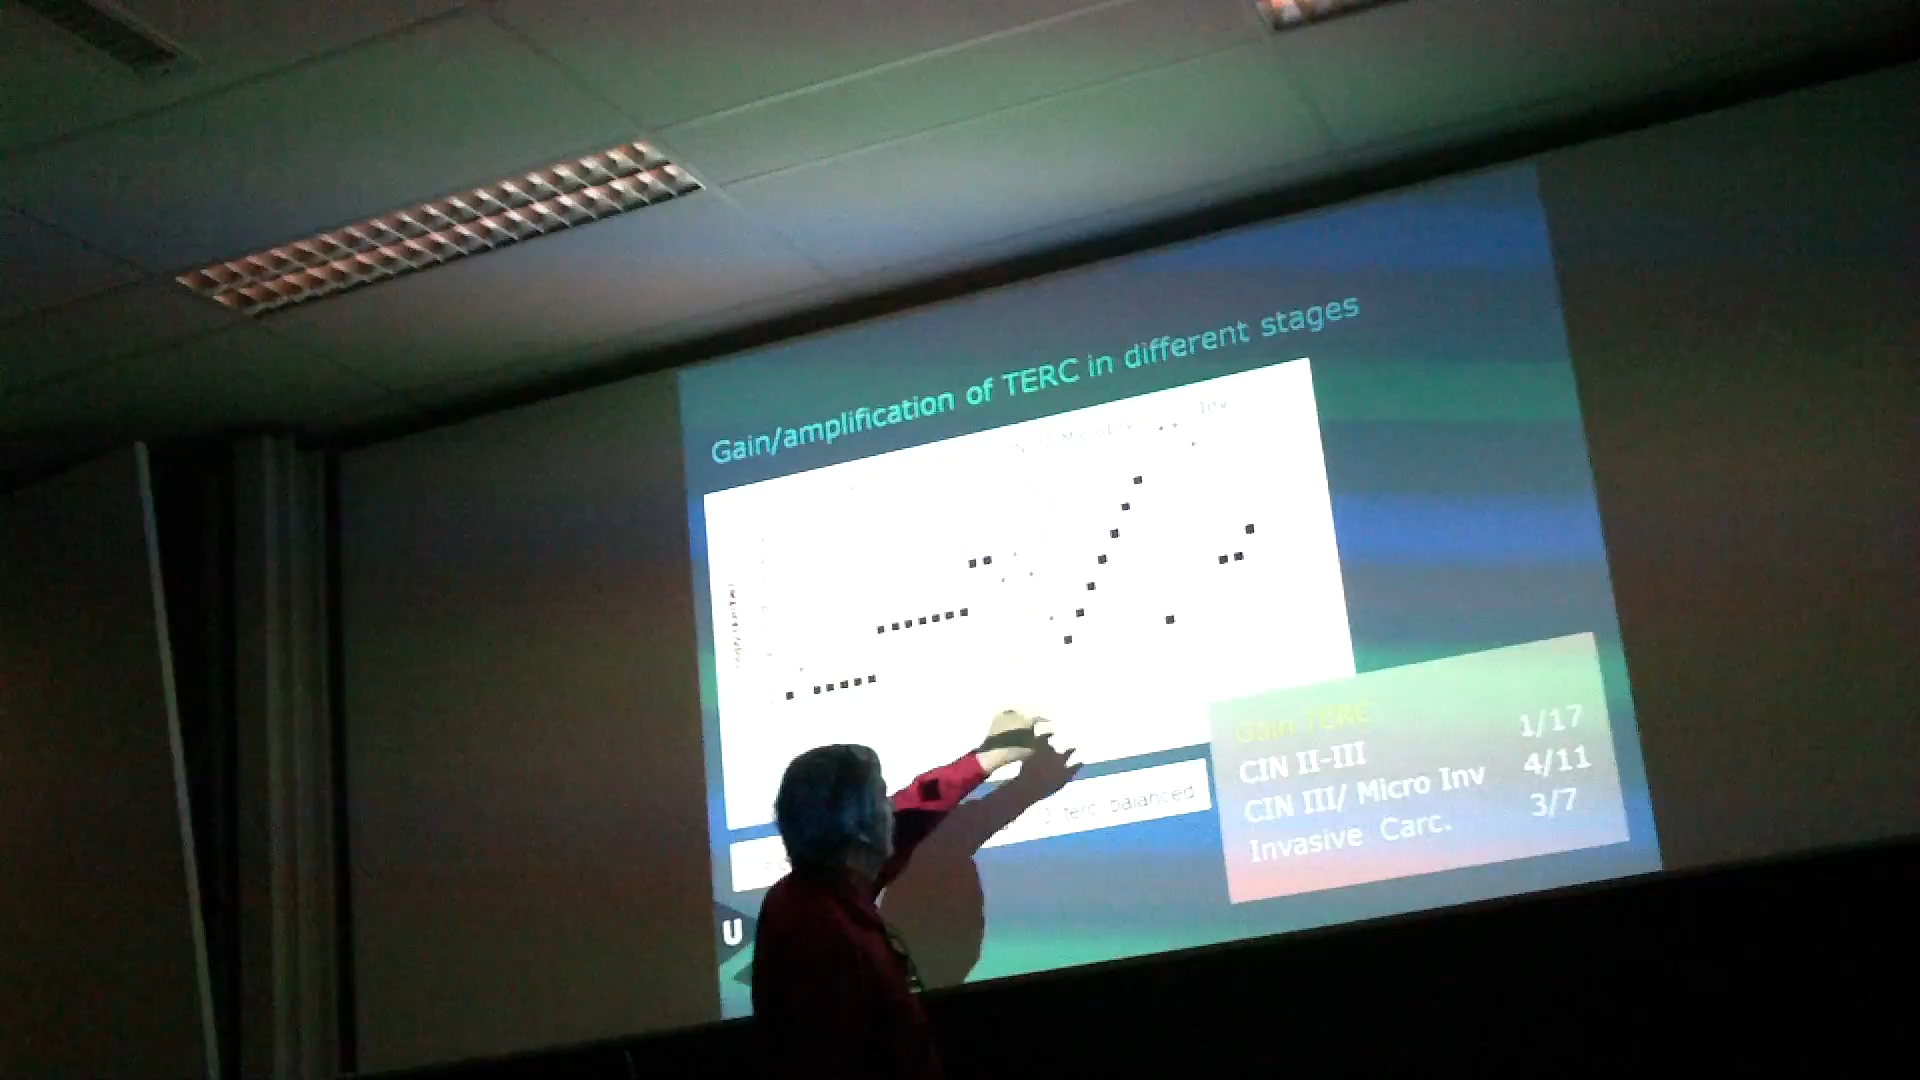 Gain/amplification of TERC in different stages
Inv
terc balanced
Gain TERC
CIN II-III 1/17
CIN III/ Micro Inv 4/11
Invasive Carc. 3/7
U